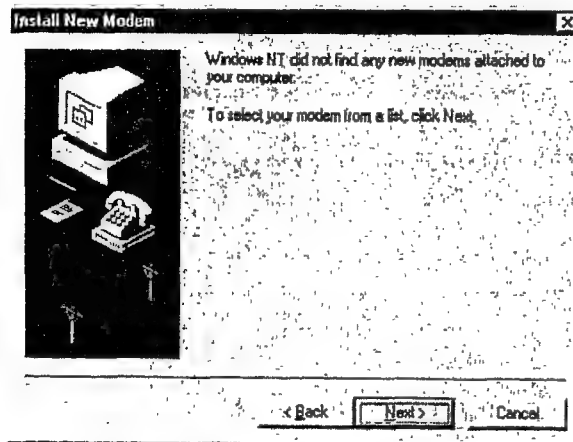 Install New Modem
Windows NT did not find any new modems attached to
your computer.
To select your modem from a list, click Next.
< Back
Next >
Cancel